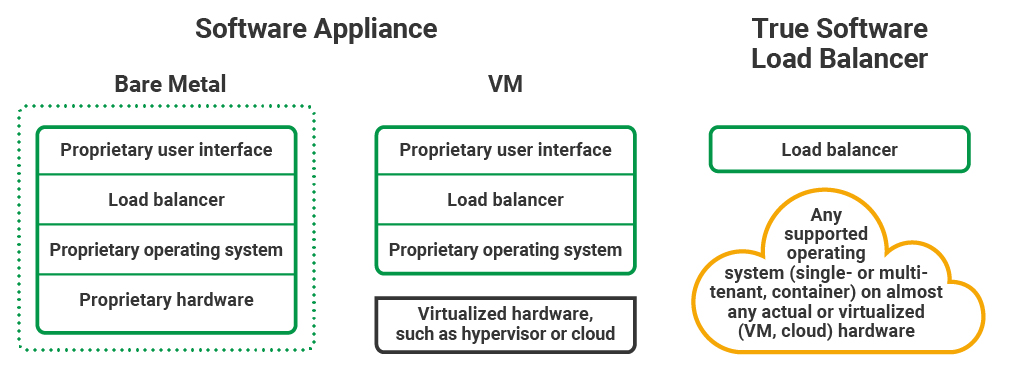 Software Appliance
True Software
Load Balancer
Bare Metal
VM
Proprietary user interface
Load balancer
Proprietary operating system
Proprietary hardware
Proprietary user interface
Load balancer
Proprietary operating system
Virtualized hardware,
such as hypervisor or cloud
Load balancer
Any
supported
operating
system (single- or multi-
tenant, container) on almost
any actual or virtualized
(VM, cloud) hardware